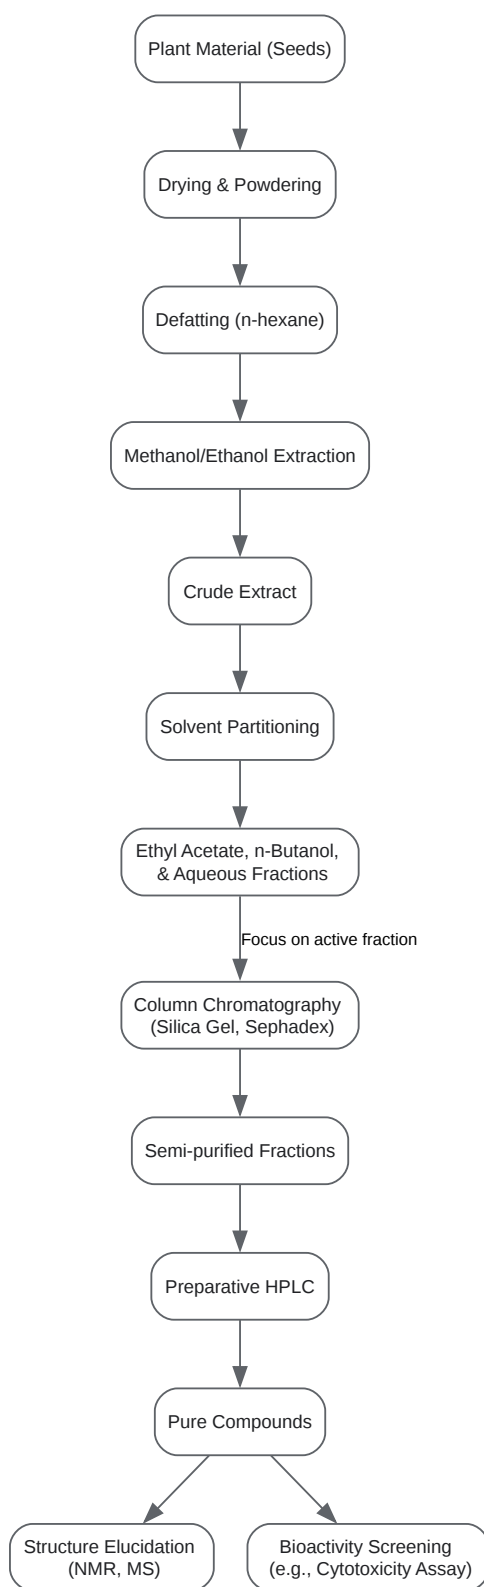 Plant Material (Seeds)
Drying & Powdering
Defatting (n-hexane)
Methanol/Ethanol Extraction
Crude Extract
Solvent Partitioning
Ethyl Acetate, n-Butanol,
& Aqueous Fractions
Focus on active fraction
Column Chromatography
(Silica Gel, Sephadex)
Semi-purified Fractions
Preparative HPLC
Pure Compounds
Structure Elucidation
(NMR, MS)
Bioactivity Screening
(e.g., Cytotoxicity Assay)